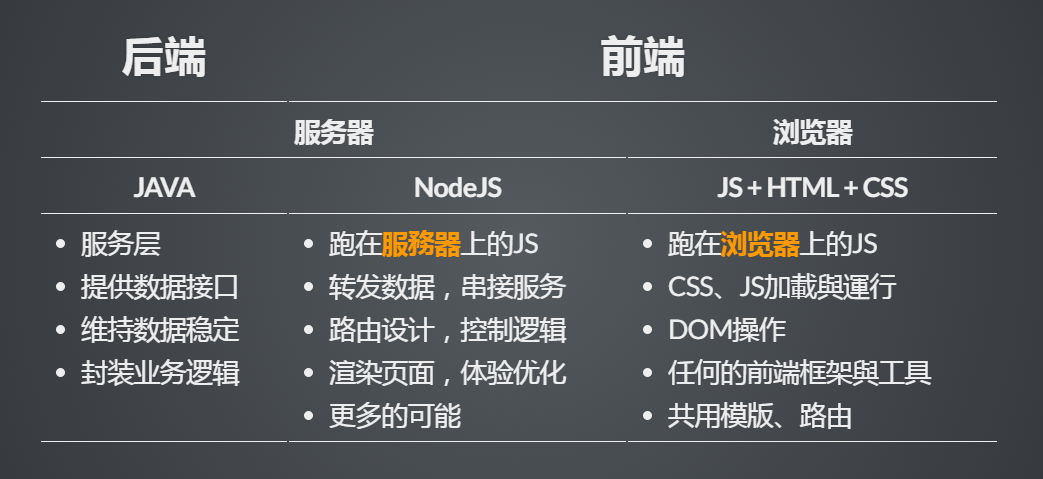 后端
前端
服务器
浏览器
JAVA
NodeJS
JS + HTML + CSS
• 服务层
• 提供数据接口
• 维持数据稳定
• 封装业务逻辑
• 跑在服務器上的JS
• 转发数据，串接服务
• 路由设计，控制逻辑
• 渲染页面，体验优化
• 更多的可能
• 跑在浏览器上的JS
• CSS、JS加載與運行
• DOM操作
• 任何的前端框架與工具
• 共用模版、路由